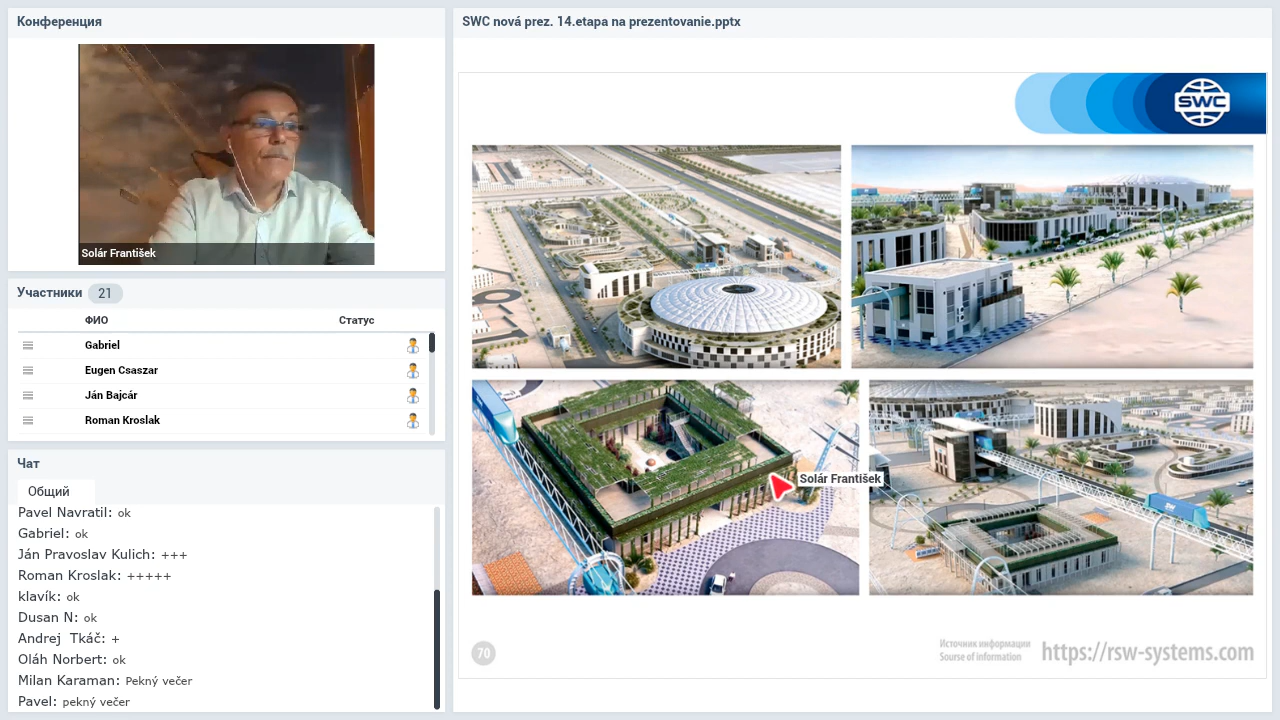 Конференция
Solár František
Участники 21
ФИО Статус
Gabriel
Eugen Csaszar
Ján Bajcár
Roman Kroslak
Чат
Общий
Pavel Navratil: ok
Gabriel: ok
Ján Pravoslav Kulich: +++
Roman Kroslak: +++++
klavík: ok
Dusan N: ok
Andrej Tkáč: +
Oláh Norbert: ok
Milan Karaman: Pekný večer
Pavel: pekný večer
SWC nová prez. 14.etapa na prezentovanie.pptx
SWC
Solár František
70
Источник информации
Sourse of information
https://rsw-systems.com